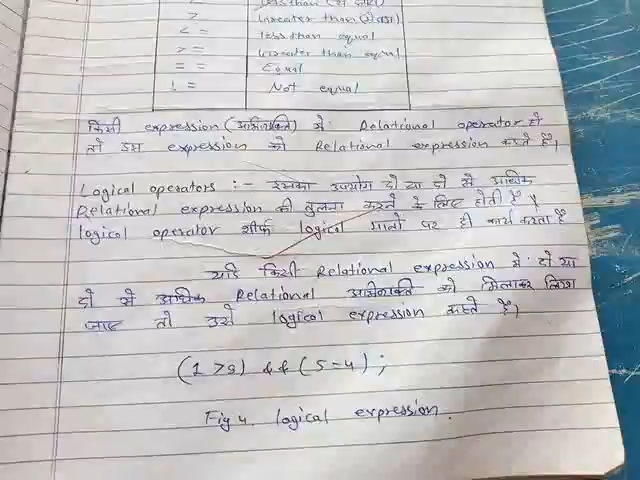 < less than (से छोटा)
> Greater than (से बड़ा)
<= less than equal
>= Greater than equal
== Equal
!= Not equal
किसी expression (अभिव्यक्ति) में Relational operator हो
तो उस expression को Relational expression कहते हैं।
Logical operators :- इसका उपयोग दो या दो से अधिक
Relational expression की तुलना करने के लिए होती है।
logical operator सिर्फ logical मानों पर ही कार्य करता है
यदि किसी Relational expression में दो या
दो से अधिक Relational अभिव्यक्ति को मिलाकर लिखा
जाए तो उसे logical expression कहते हैं।
(1 >9) && (5=4) ;
Fig 4. logical expression.